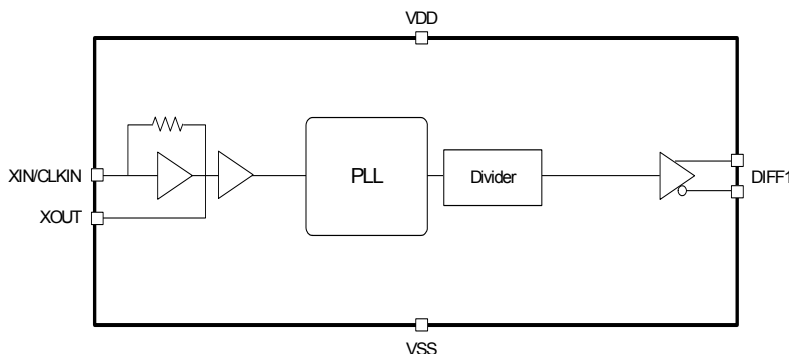 VDD
XIN/CLKIN
XOUT
PLL
Divider
DIFF1
VSS